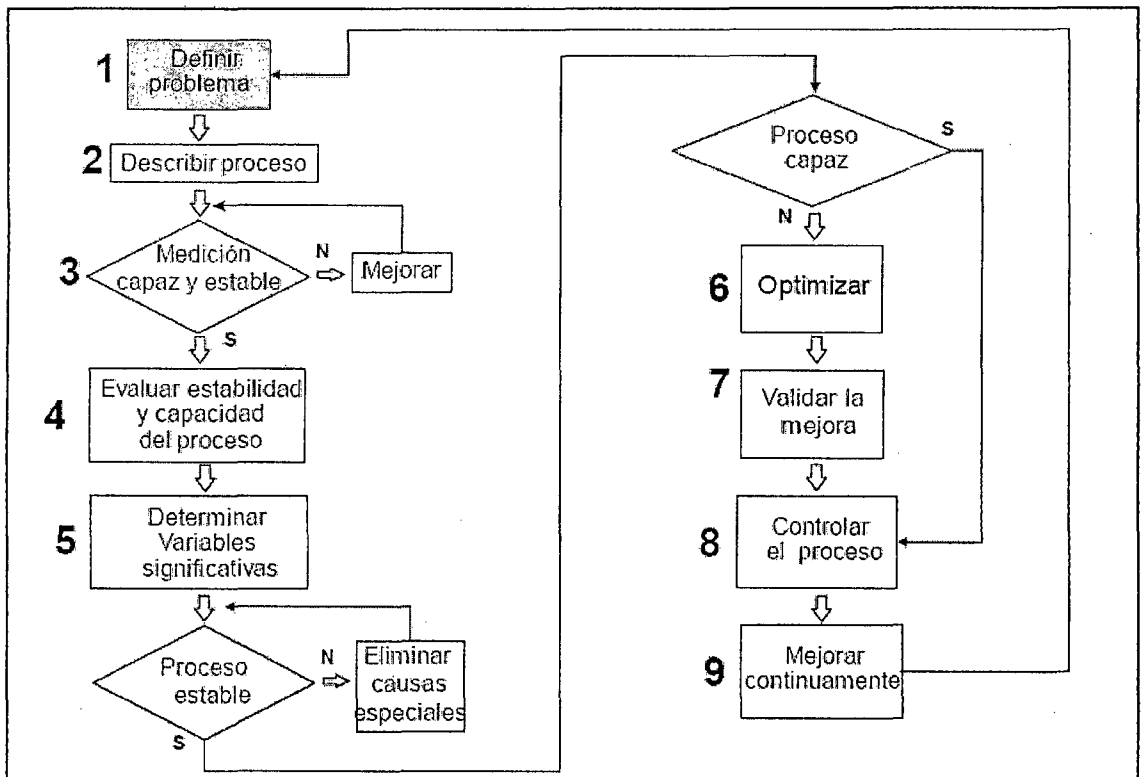 1
Definir
problema
2
Describir proceso
3
Medición
capaz y estable
N
Mejorar
S
4
Evaluar estabilidad
y capacidad
del proceso
5
Determinar
Variables
significativas
Proceso
estable
N
Eliminar
causas
especiales
S
Proceso
capaz
S
N
6
Optimizar
7
Validar la
mejora
8
Controlar
el proceso
9
Mejorar
continuamente